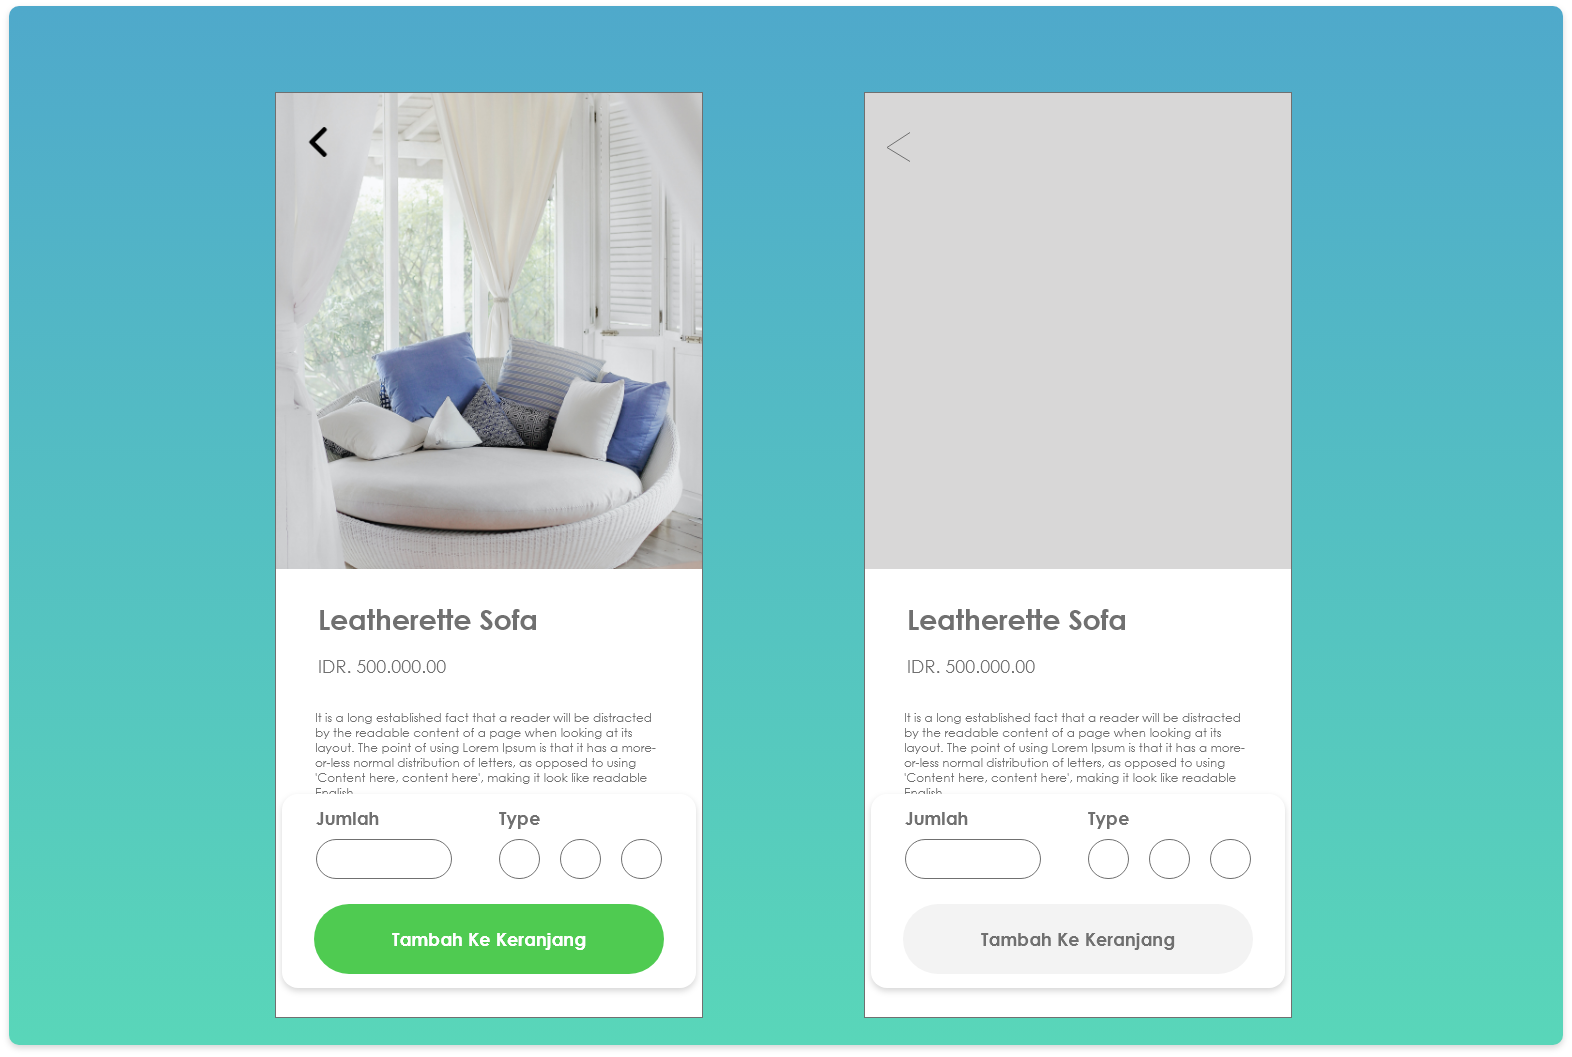 Leatherette Sofa
IDR. 500.000.00
It is a long established fact that a reader will be distracted
by the readable content of a page when looking at its
layout. The point of using Lorem Ipsum is that it has a more-
or-less normal distribution of letters, as opposed to using
'Content here, content here', making it look like readable
English.
Jumlah
Type
Tambah Ke Keranjang
Leatherette Sofa
IDR. 500.000.00
It is a long established fact that a reader will be distracted
by the readable content of a page when looking at its
layout. The point of using Lorem Ipsum is that it has a more-
or-less normal distribution of letters, as opposed to using
'Content here, content here', making it look like readable
English.
Jumlah
Type
Tambah Ke Keranjang